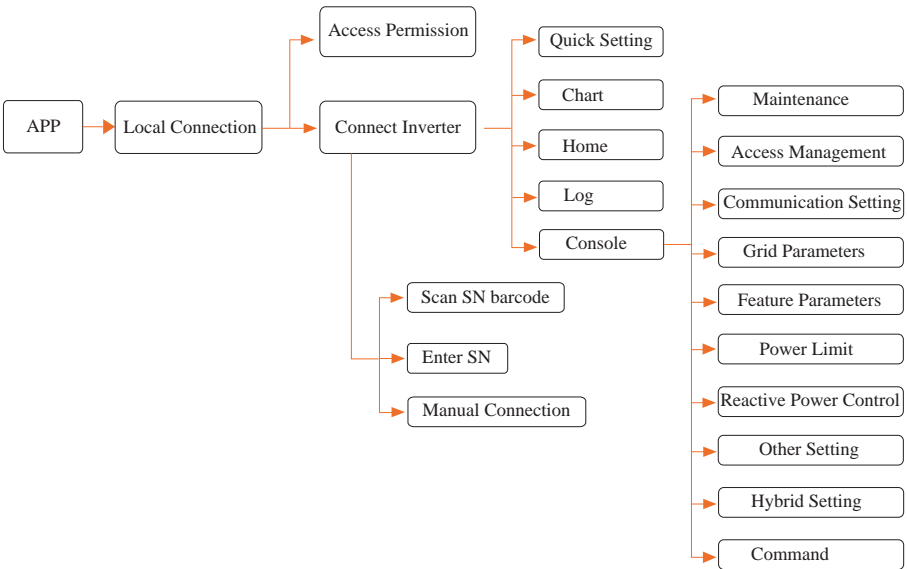 APP
Local Connection
Access Permission
Connect Inverter
Quick Setting
Chart
Home
Log
Console
Scan SN barcode
Enter SN
Manual Connection
Maintenance
Access Management
Communication Setting
Grid Parameters
Feature Parameters
Power Limit
Reactive Power Control
Other Setting
Hybrid Setting
Command